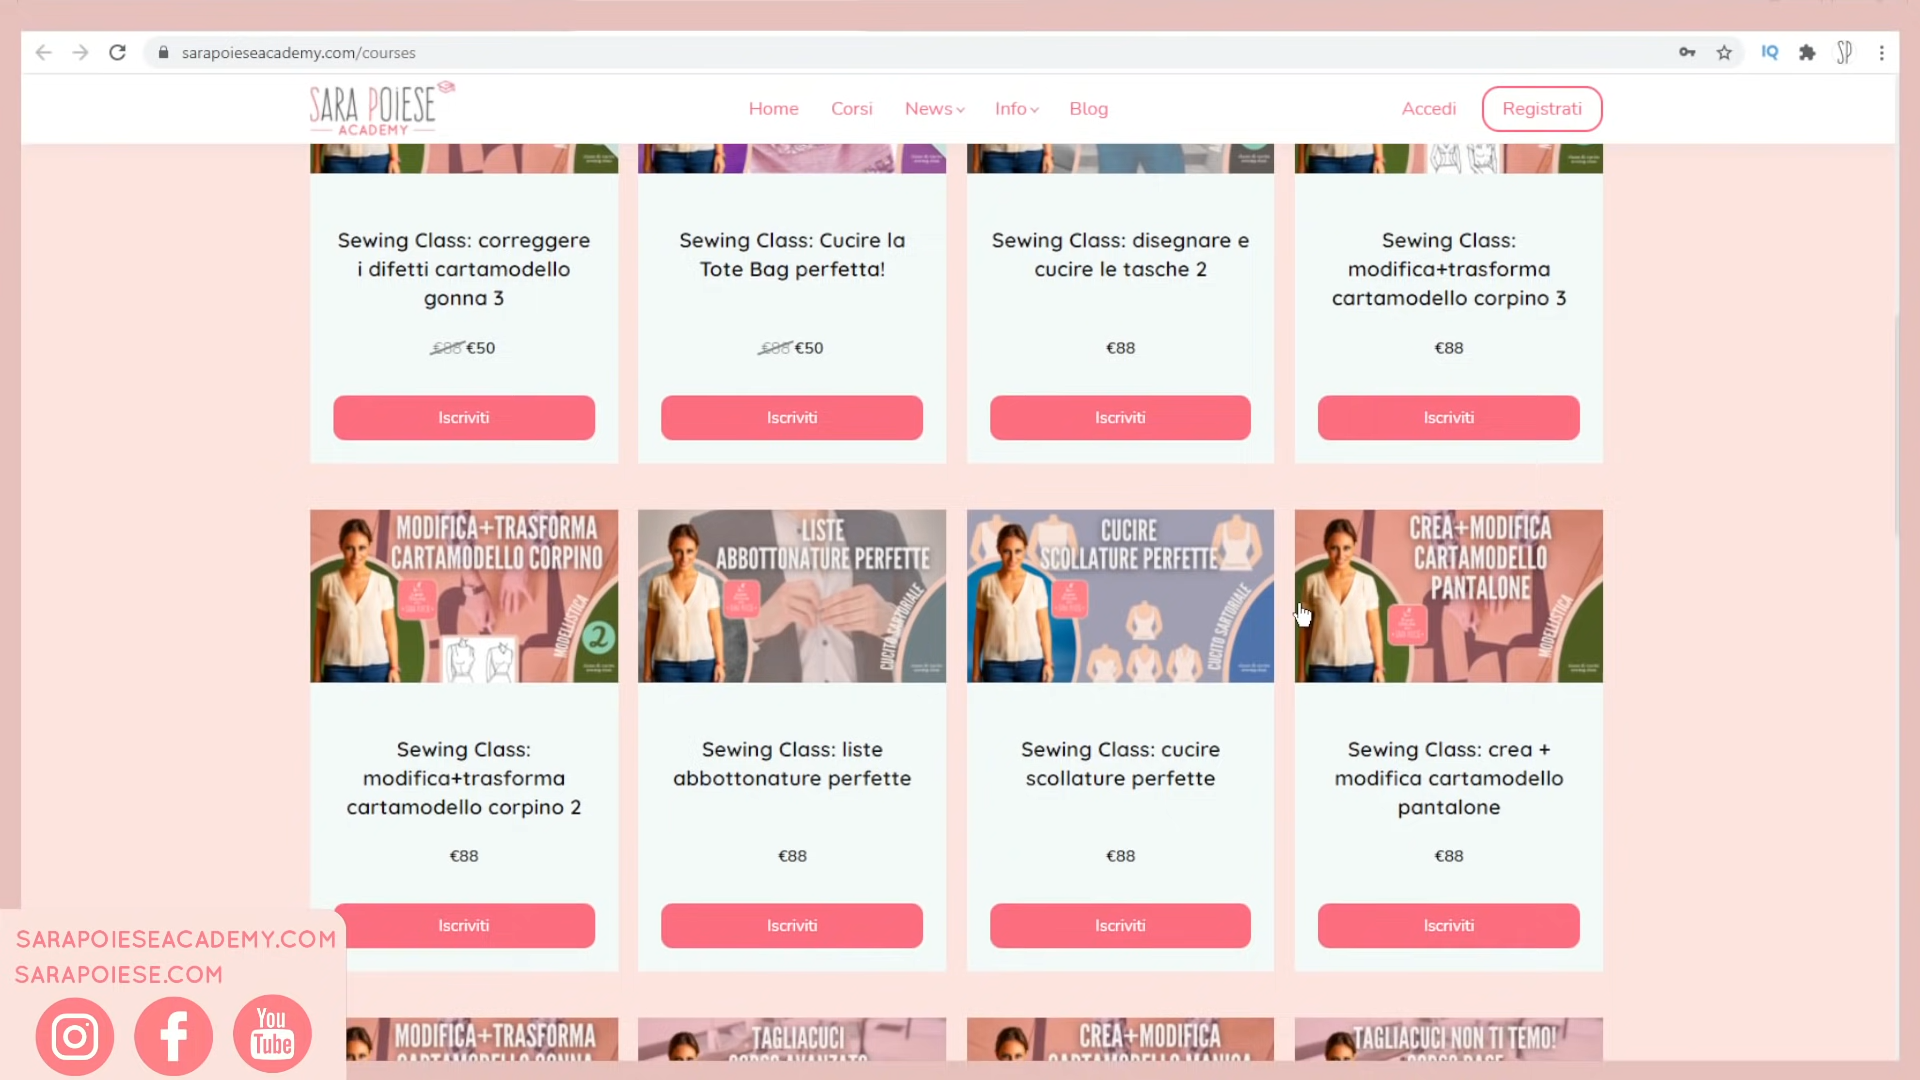 sarapoieseacademy.com/courses
IQ
SP
SARA POIESE
ACADEMY
Home
Corsi
News
Info
Blog
Accedi
Registrati
Sewing Class: correggere
i difetti cartamodello
gonna 3
€88 €50
Iscriviti
Sewing Class: Cucire la
Tote Bag perfetta!
€88 €50
Iscriviti
Sewing Class: disegnare e
cucire le tasche 2
€88
Iscriviti
Sewing Class:
modifica+trasforma
cartamodello corpino 3
€88
Iscriviti
MODIFICA+TRASFORMA
CARTAMODELLO CORPINO
MODELLISTICA
2
Sewing Class:
modifica+trasforma
cartamodello corpino 2
€88
Iscriviti
LISTE
ABBOTTONATURE PERFETTE
CUCITO SARTORIALE
Sewing Class: liste
abbottonature perfette
€88
Iscriviti
CUCIRE
SCOLLATURE PERFETTE
CUCITO SARTORIALE
Sewing Class: cucire
scollature perfette
€88
Iscriviti
CREA+MODIFICA
CARTAMODELLO
PANTALONE
MODELLISTICA
Sewing Class: crea +
modifica cartamodello
pantalone
€88
Iscriviti
MODIFICA+TRASFORMA
CARTAMODELLO GONNA
TAGLIACUCI
CORSO AVANZATO
CREA+MODIFICA
CARTAMODELLO MANICA
TAGLIACUCI NON TI TEMO!
CORSO BASE
SARAPOIESEACADEMY.COM
SARAPOIESE.COM
You
Tube